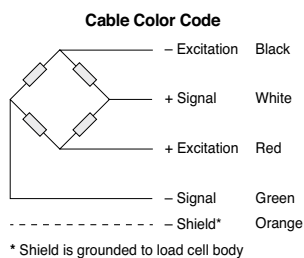 Cable Color Code
– Excitation Black
+ Signal White
+ Excitation Red
– Signal Green
– Shield* Orange
* Shield is grounded to load cell body